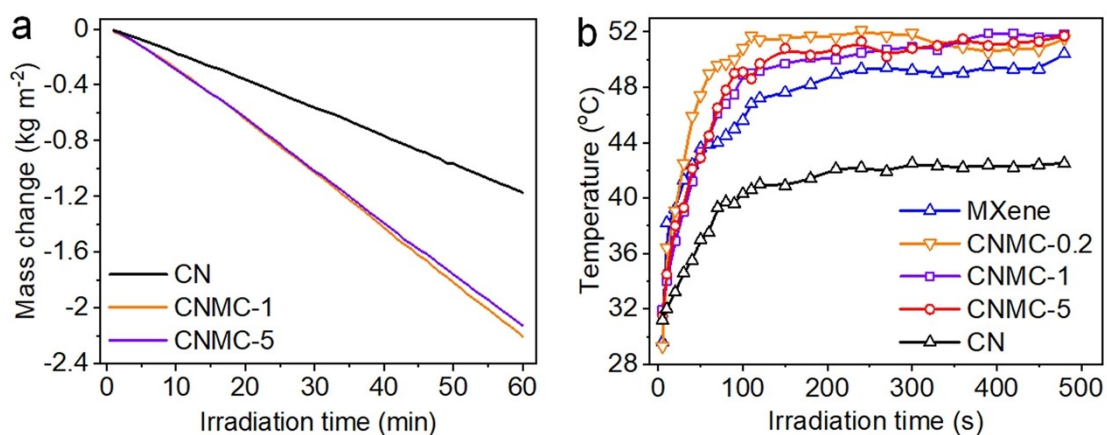 a
Mass change (kg m-2)
0
-0.4
-0.8
-1.2
-1.6
-2
-2.4
CN
CNMC-1
CNMC-5
0 10 20 30 40 50 60
Irradiation time (min)
b
Temperature (°C)
52
48
44
40
36
32
28
MXene
CNMC-0.2
CNMC-1
CNMC-5
CN
0 100 200 300 400 500
Irradiation time (s)